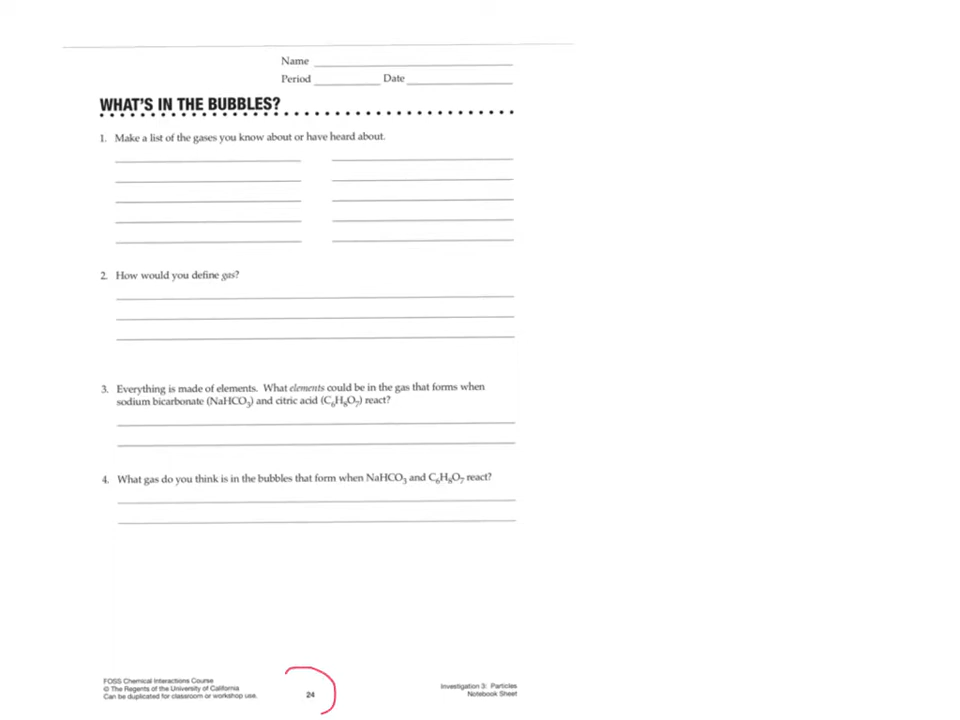 Name
Period Date
WHAT'S IN THE BUBBLES?
1. Make a list of the gases you know about or have heard about.
2. How would you define gas?
3. Everything is made of elements. What elements could be in the gas that forms when
sodium bicarbonate (NaHCO₃) and citric acid (C₆H₈O₇) react?
4. What gas do you think is in the bubbles that form when NaHCO₃ and C₆H₈O₇ react?
FOSS Chemical Interactions Course
© The Regents of the University of California
Can be duplicated for classroom or workshop use.
24
Investigation 3: Particles
Notebook Sheet